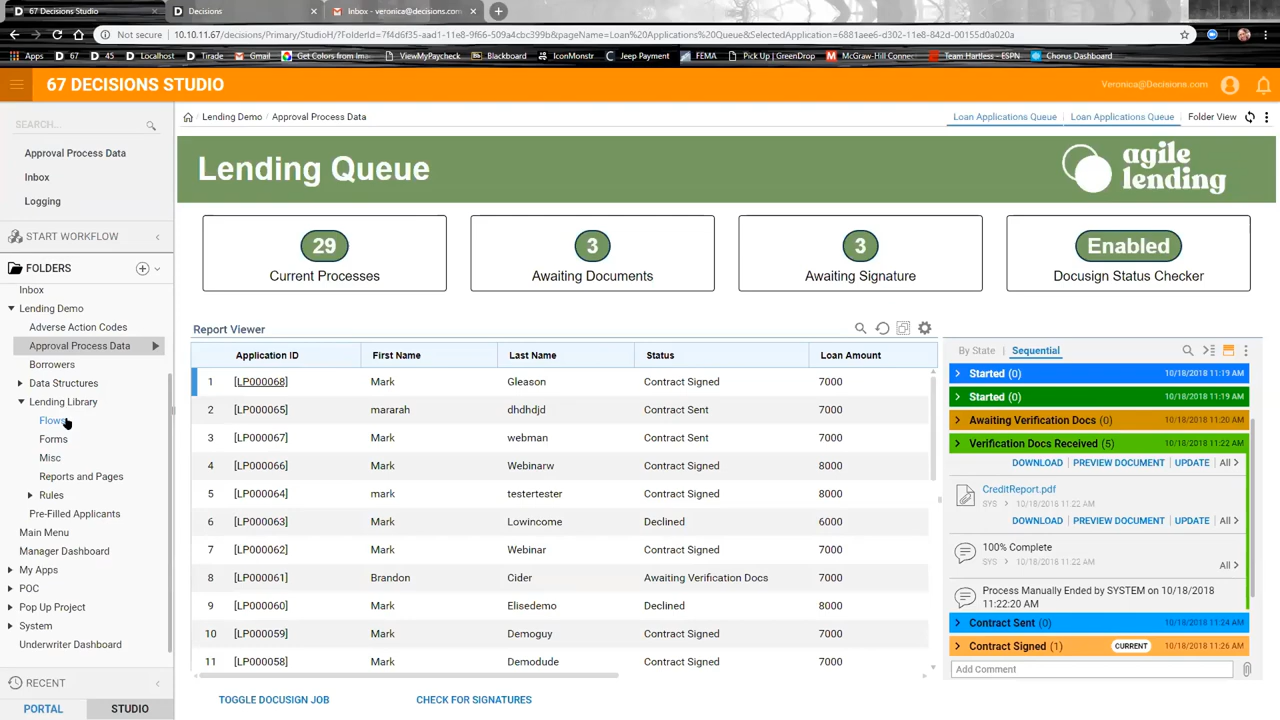 67 Decisions Studio
Decisions
Inbox - veronica@decisions.com
Not secure
10.10.11.67/decisions/Primary/StudioH/?FolderId=7f4d6f35-aad1-11e8-9f66-509a4cbc399b&pageName=Loan%20Applications%20Queue&SelectedApplication=6881aee6-d302-11e8-842d-00155d0a020a
Apps
67
45
Localhost
Tirade
Gmail
Get Colors from Imag
ViewMyPaycheck
Blackboard
IconMonstr
Jeep Payment
FEMA
Pick Up | GreenDrop
McGraw-Hill Conne
Team Hartless - ESPN
Chorus Dashboard
67 DECISIONS STUDIO
Veronica@Decisions.com
SEARCH...
Approval Process Data
Inbox
Logging
START WORKFLOW
FOLDERS
Inbox
Lending Demo
Adverse Action Codes
Approval Process Data
Borrowers
Data Structures
Lending Library
Flows
Forms
Misc
Reports and Pages
Rules
Pre-Filled Applicants
Main Menu
Manager Dashboard
My Apps
POC
Pop Up Project
System
Underwriter Dashboard
RECENT
PORTAL
STUDIO
Lending Demo / Approval Process Data
Loan Applications Queue
Loan Applications Queue
Folder View
Lending Queue
agile
lending
29
Current Processes
3
Awaiting Documents
3
Awaiting Signature
Enabled
Docusign Status Checker
Report Viewer
Application ID First Name Last Name Status Loan Amount
1 [LP000068] Mark Gleason Contract Signed 7000
2 [LP000065] mararah dhdhdjd Contract Sent 7000
3 [LP000067] Mark webman Contract Sent 7000
4 [LP000066] Mark Webinarw Contract Signed 8000
5 [LP000064] mark testertester Contract Signed 8000
6 [LP000063] Mark Lowincome Declined 6000
7 [LP000062] Mark Webinar Contract Signed 7000
8 [LP000061] Brandon Cider Awaiting Verification Docs 7000
9 [LP000060] Mark Elisedemo Declined 8000
10 [LP000059] Mark Demoguy Contract Signed 7000
11 [LP000058] Mark Demodude Contract Signed 7000
TOGGLE DOCUSIGN JOB
CHECK FOR SIGNATURES
By State
Sequential
Started (0) 10/18/2018 11:19 AM
Started (0) 10/18/2018 11:19 AM
Awaiting Verification Docs (0) 10/18/2018 11:20 AM
Verification Docs Received (5) 10/18/2018 11:22 AM
DOWNLOAD PREVIEW DOCUMENT UPDATE All
CreditReport.pdf
SYS > 10/18/2018 11:22 AM
DOWNLOAD PREVIEW DOCUMENT UPDATE All
100% Complete
SYS > 10/18/2018 11:22 AM
All
Process Manually Ended by SYSTEM on 10/18/2018
11:22:20 AM
Contract Sent (0) 10/18/2018 11:24 AM
Contract Signed (1) CURRENT 10/18/2018 11:26 AM
Add Comment